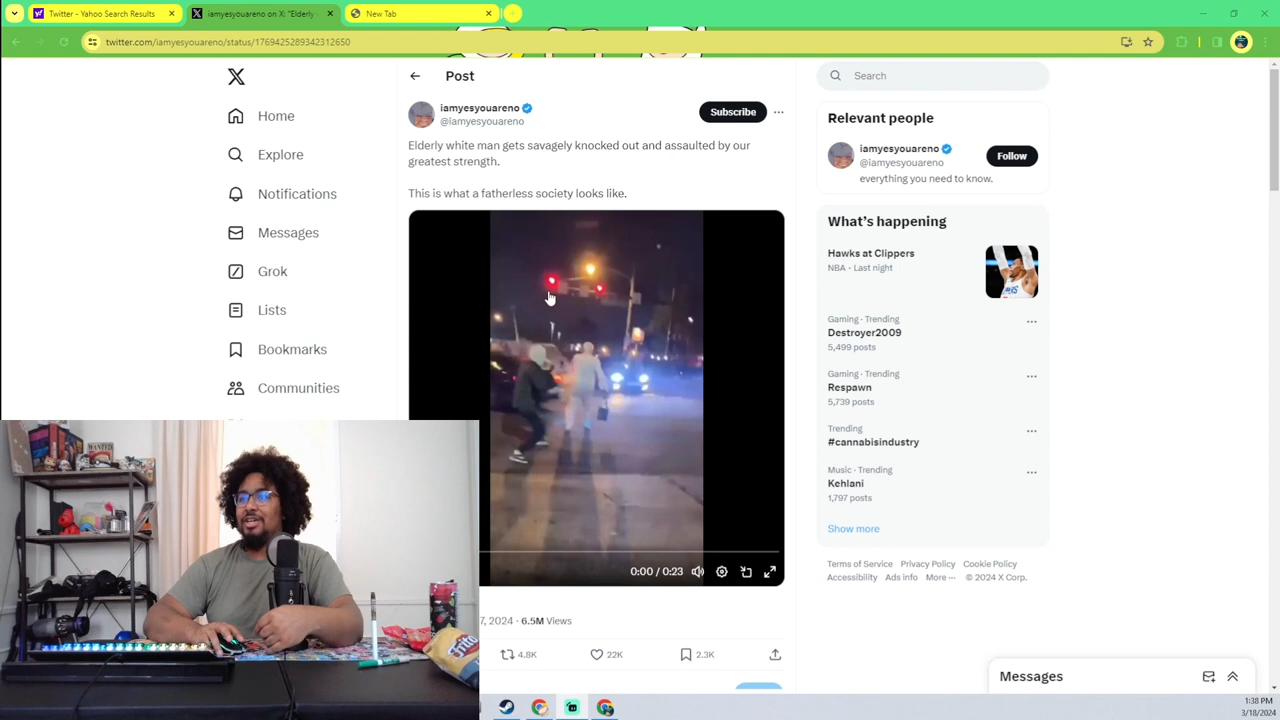 Twitter - Yahoo Search Results
iamyesyouareno on X: "Elderly
New Tab
twitter.com/iamyesyouareno/status/1769425289342312650
Home
Explore
Notifications
Messages
Grok
Lists
Bookmarks
Communities
Post
iamyesyouareno
@iamyesyouareno
Subscribe
Elderly white man gets savagely knocked out and assaulted by our
greatest strength.
This is what a fatherless society looks like.
0:00 / 0:23
7, 2024 · 6.5M Views
4.8K
22K
2.3K
Search
Relevant people
iamyesyouareno
@iamyesyouareno
Follow
everything you need to know.
What's happening
Hawks at Clippers
NBA · Last night
Gaming · Trending
Destroyer2009
5,499 posts
Gaming · Trending
Respawn
5,739 posts
Trending
#cannabisindustry
Music · Trending
Kehlani
1,797 posts
Show more
Terms of Service Privacy Policy Cookie Policy
Accessibility Ads info More ··· © 2024 X Corp.
Messages
WANTED
1:38 PM
3/18/2024